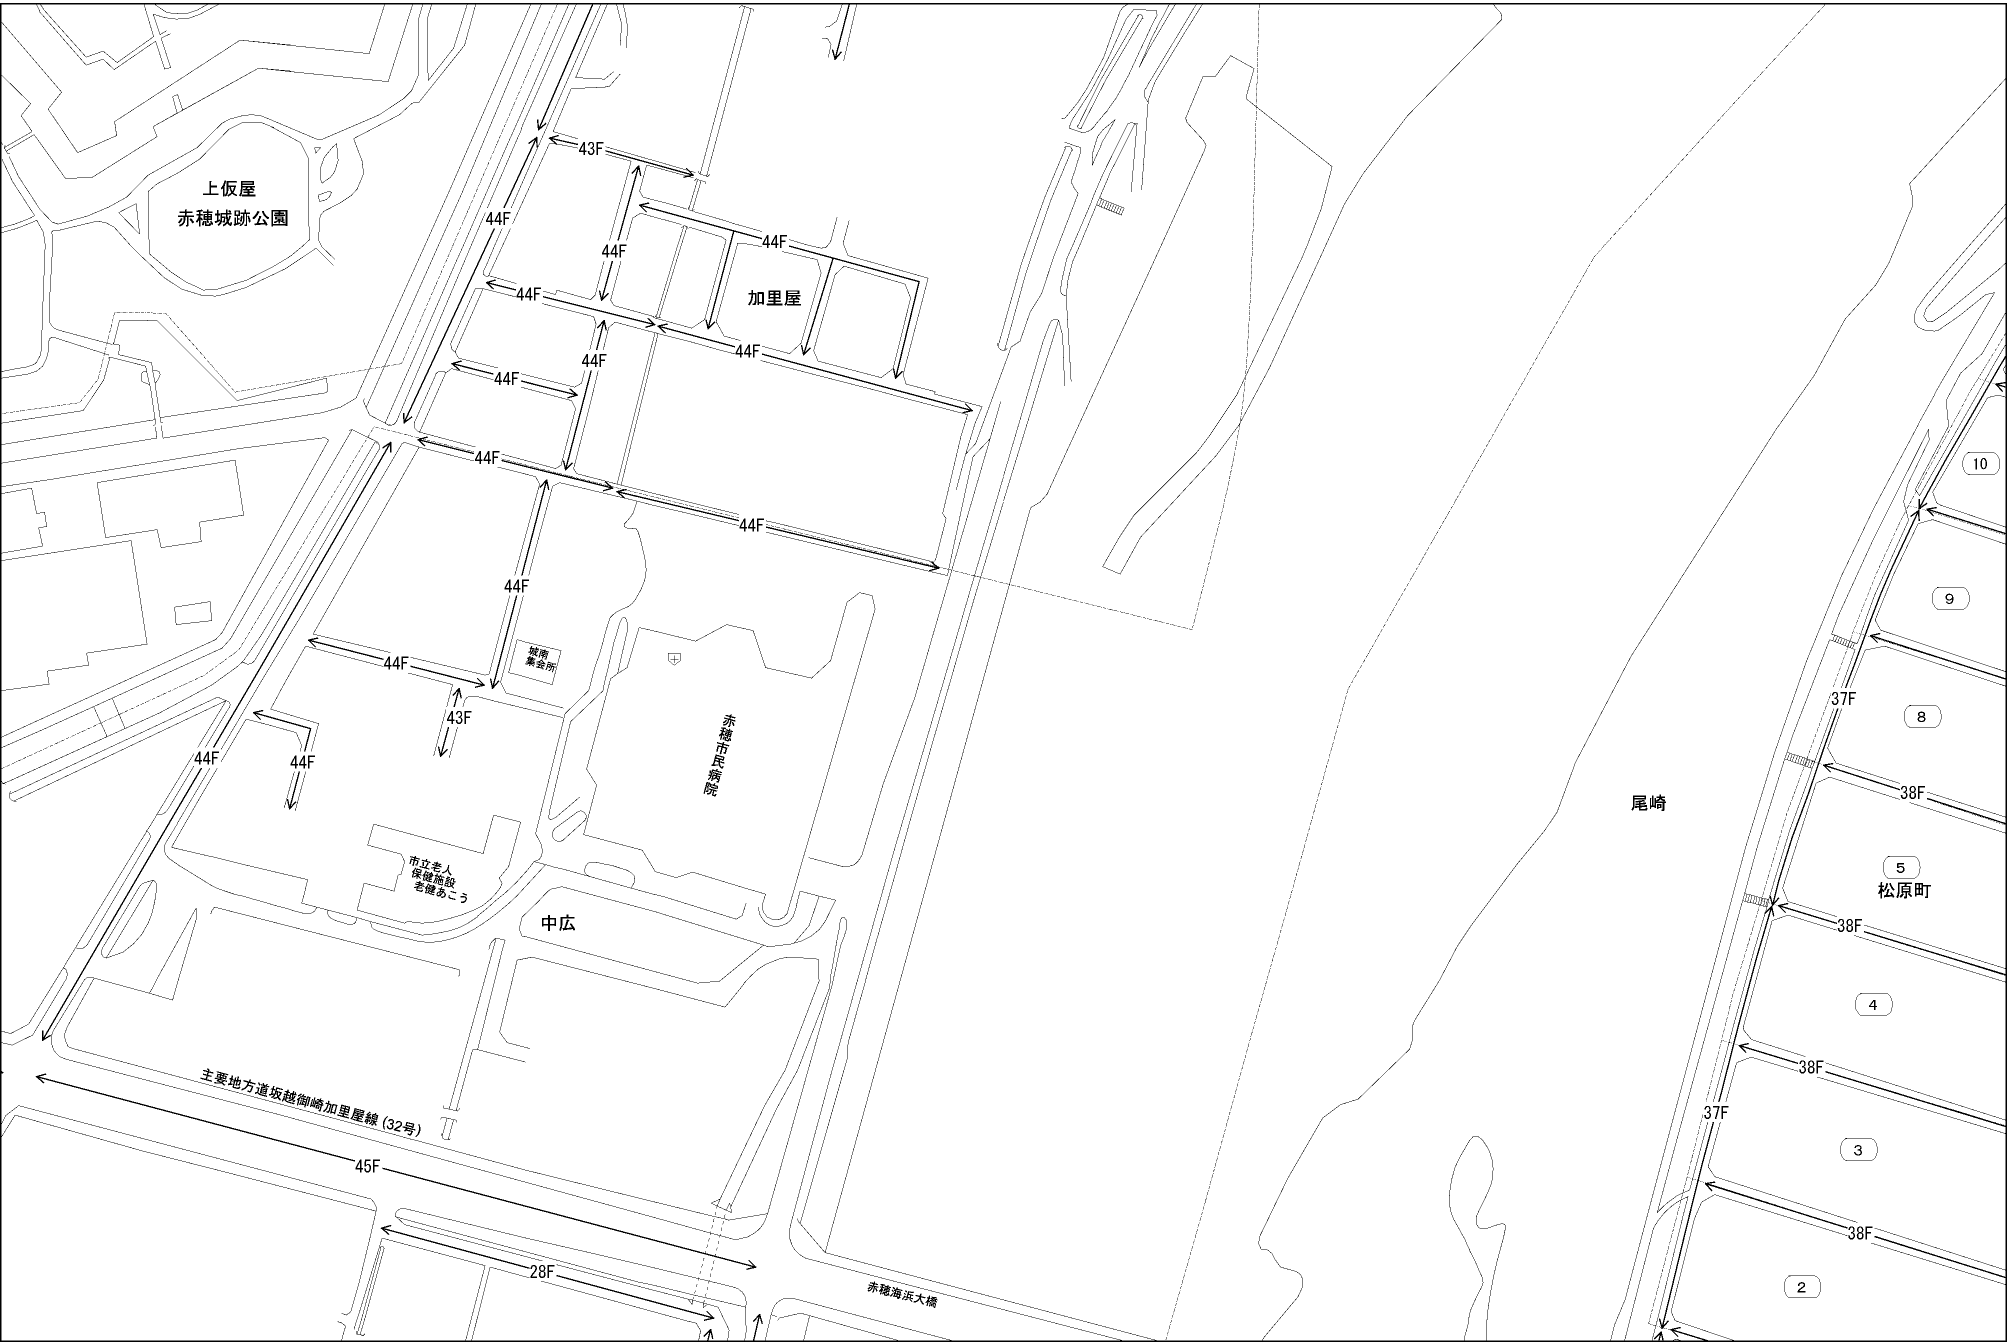 43F
上仮屋
赤穂城跡公園
44F
44F
44F
44F
加里屋
44F
44F
44F
44F
44F
10
44F
44F
9
城南
集会所
44F
37F
8
43F
赤穂市民病院
44F
44F
38F
尾崎
市立老人
保健施設
老健あこう
5
松原町
中広
38F
4
主要地方道坂越御崎加里屋線(32号)
38F
37F
3
45F
38F
28F
赤穂海浜大橋
2